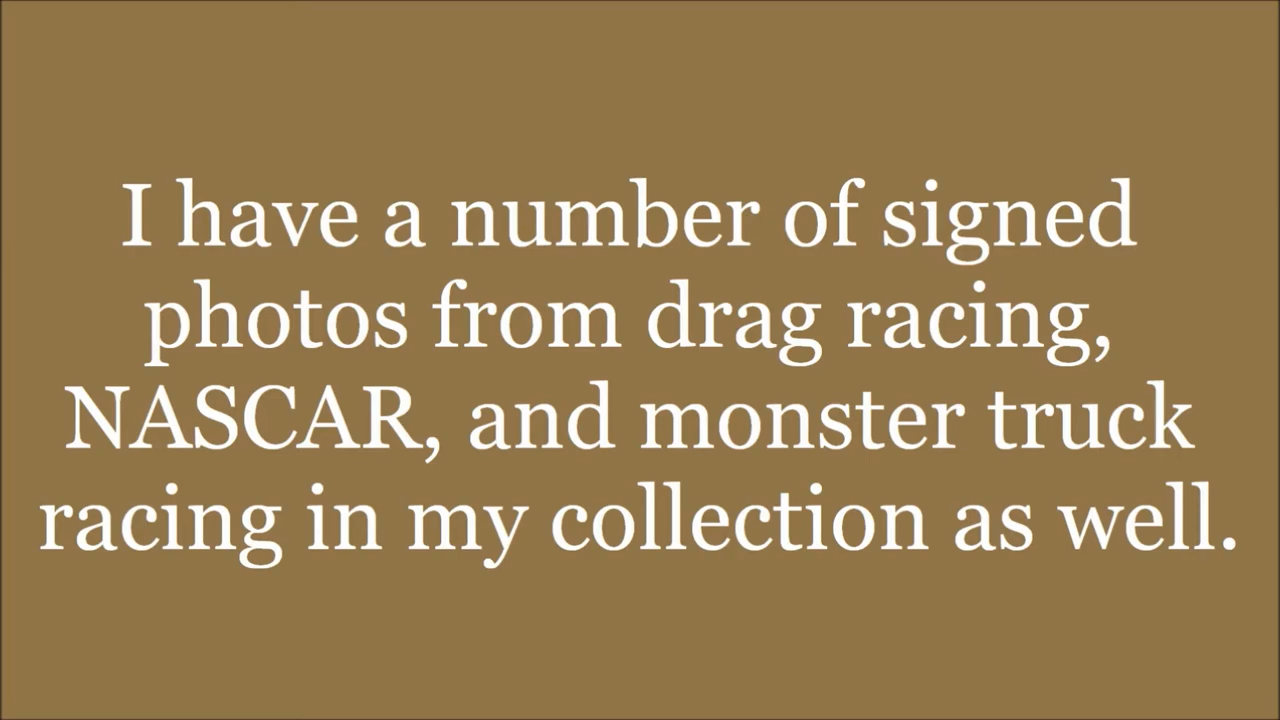 I have a number of signed
photos from drag racing,
NASCAR, and monster truck
racing in my collection as well.